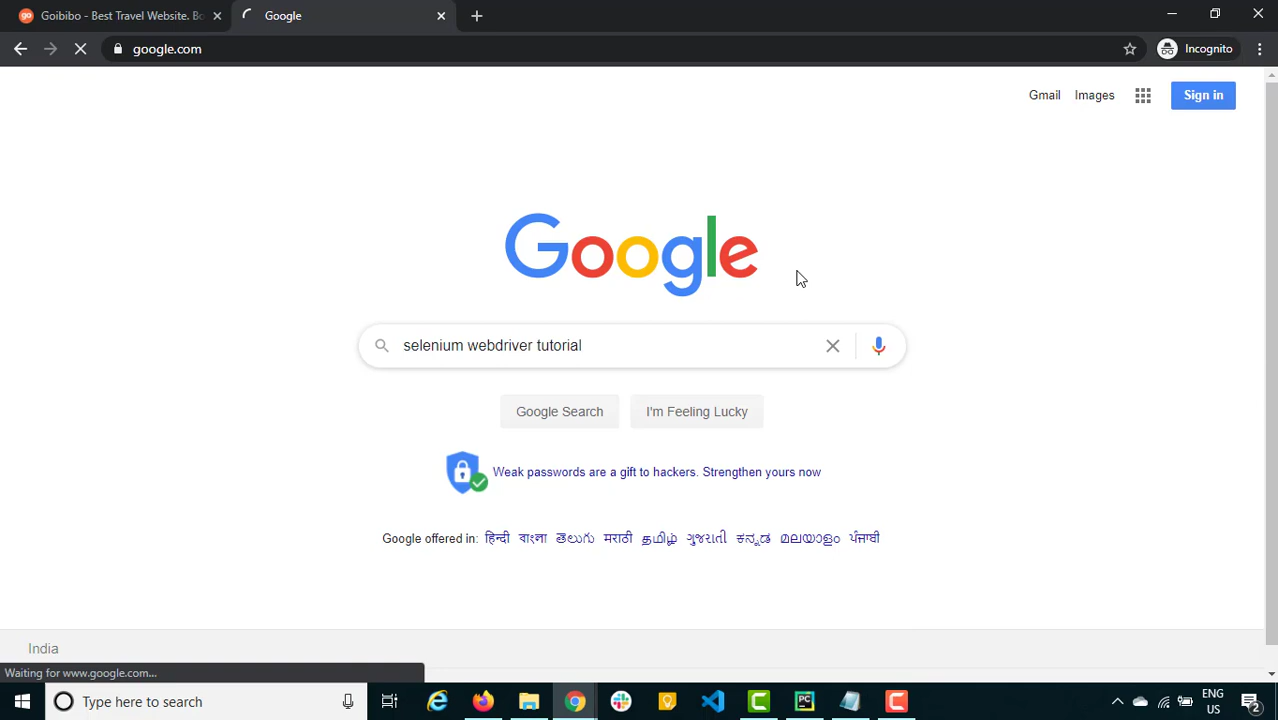 Goibibo - Best Travel Website. Bo
Google
google.com
Incognito
Gmail Images Sign in
Google
selenium webdriver tutorial
Google Search I'm Feeling Lucky
Weak passwords are a gift to hackers. Strengthen yours now
Google offered in: हिन्दी বাংলা తెలుగు मराठी தமிழ் ગુજરાતી ಕನ್ನಡ മലയാളം ਪੰਜਾਬੀ
India
Waiting for www.google.com...
Type here to search
ENG
US
2